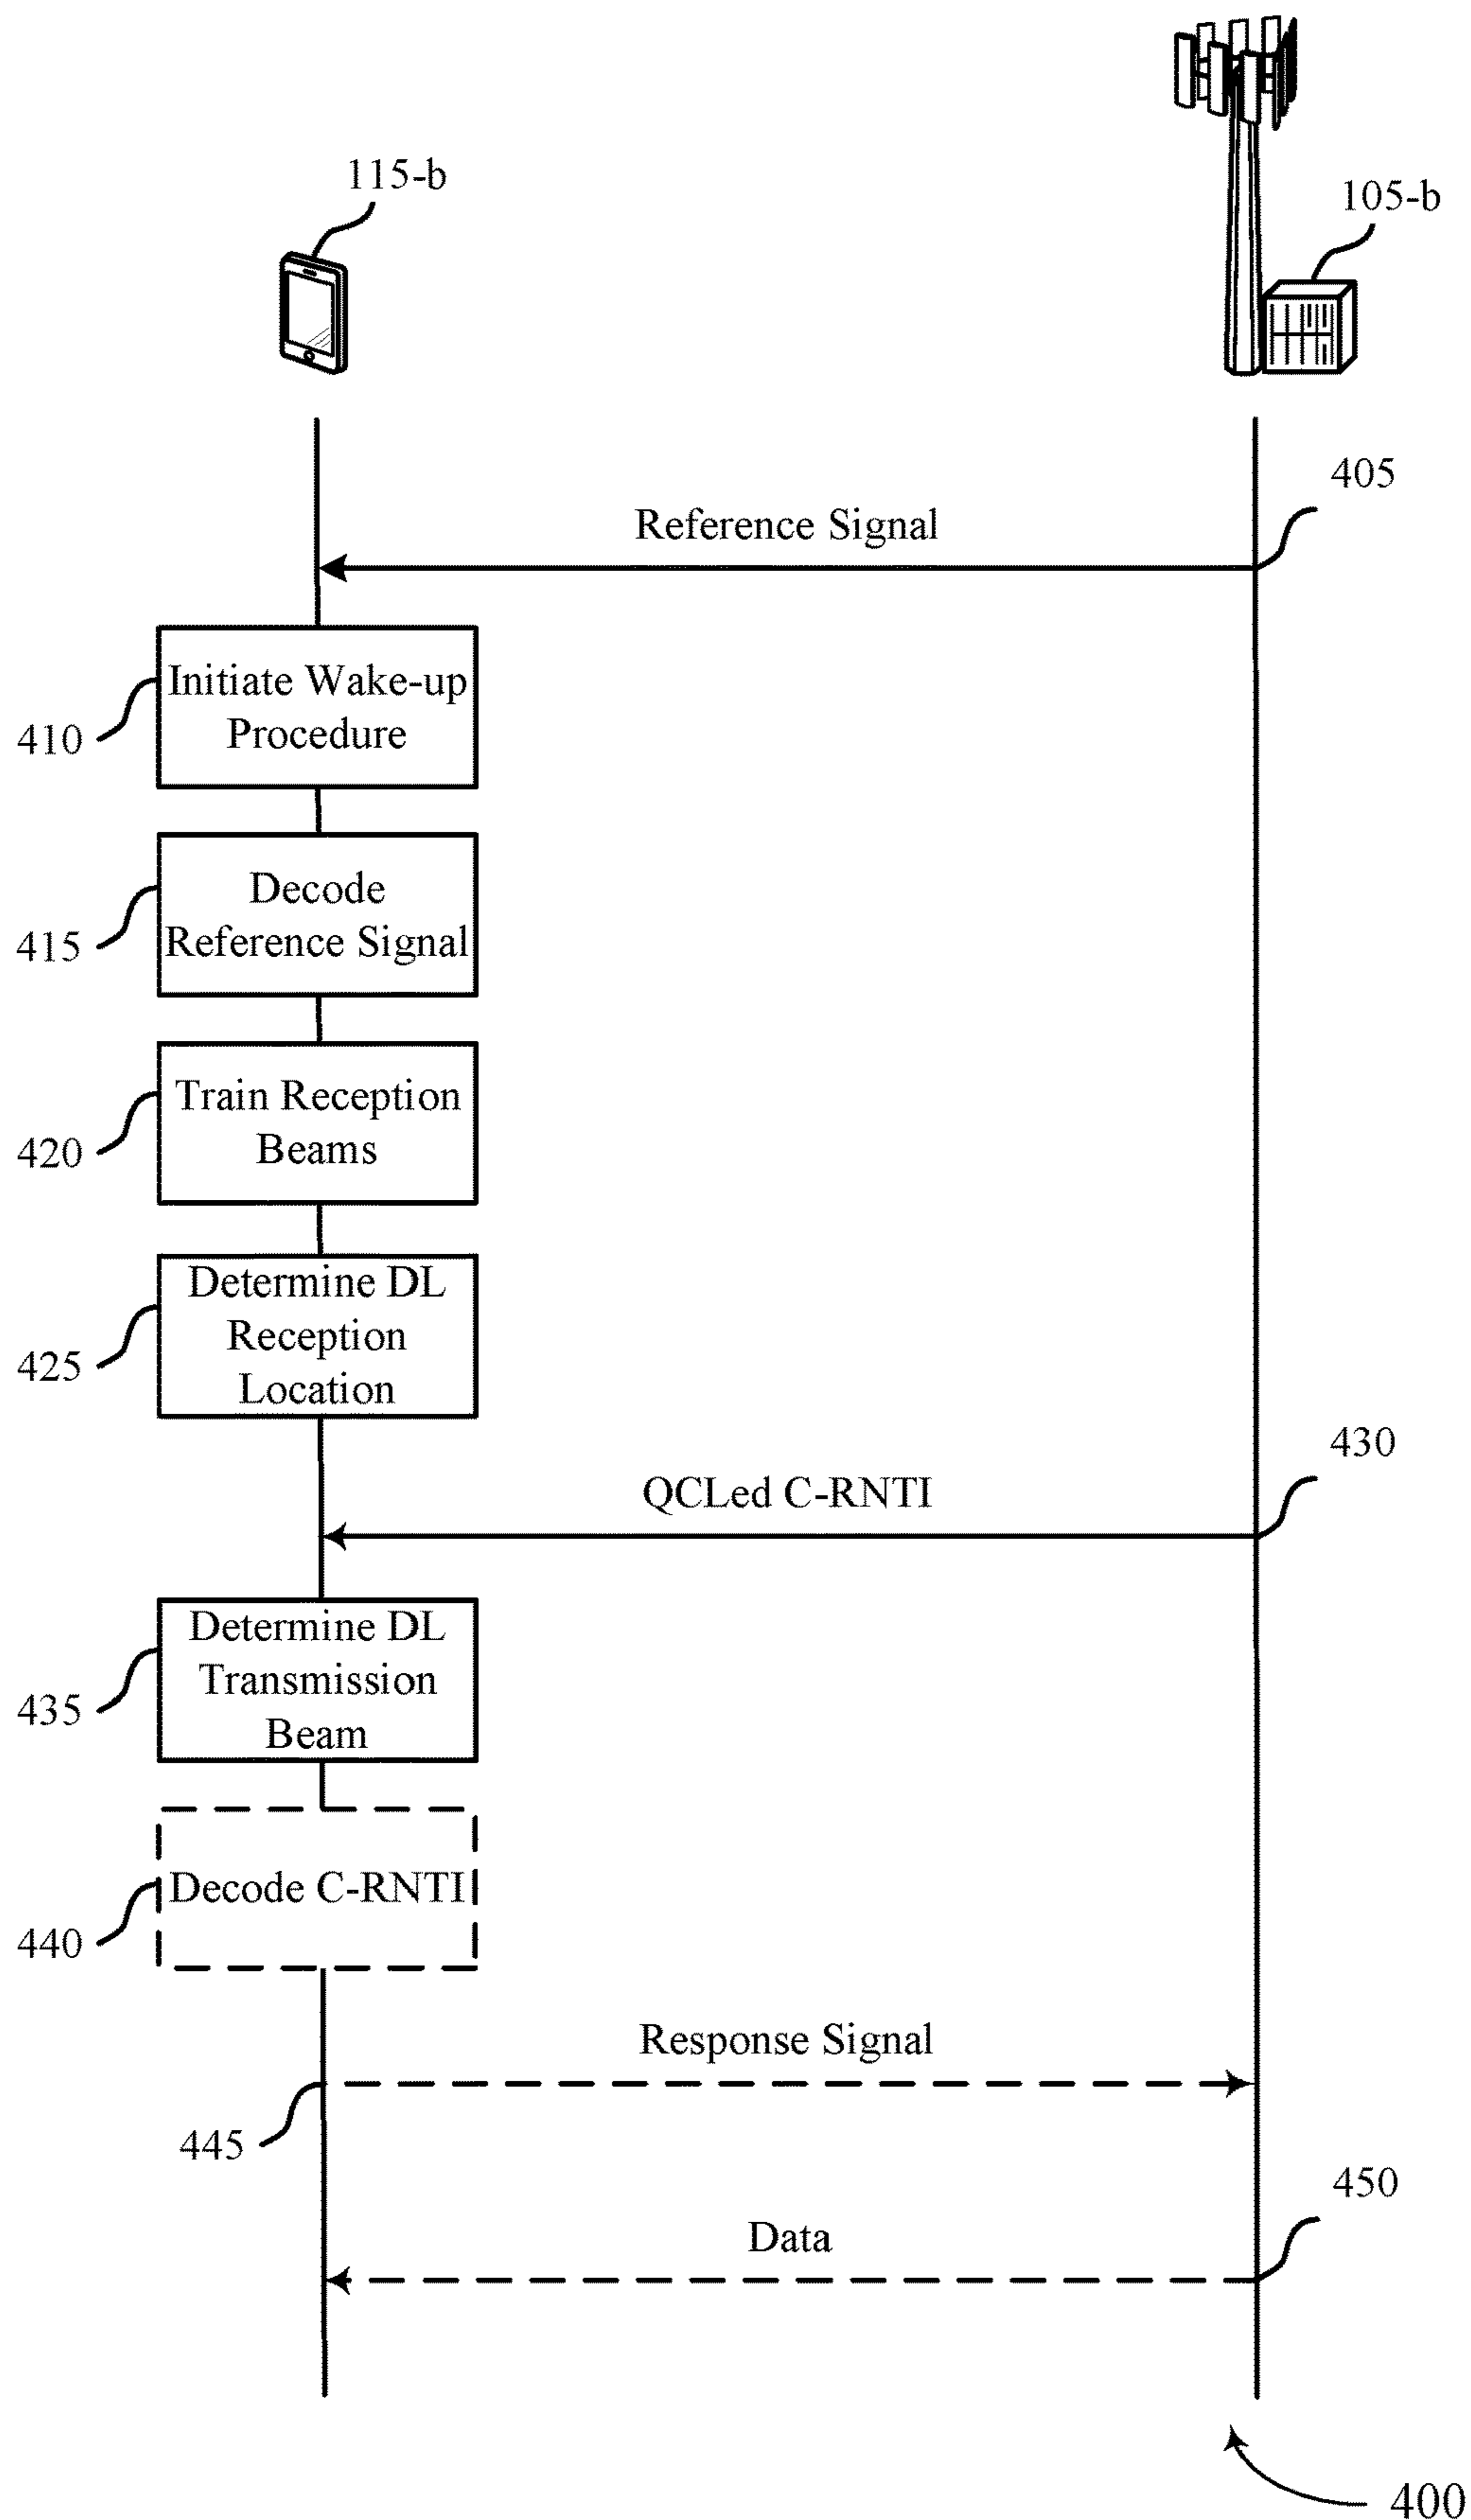 115-b
105-b
405
Reference Signal
Initiate Wake-up
Procedure
410
Decode
Reference Signal
415
Train Reception
Beams
420
Determine DL
Reception
Location
425
430
QCLed C-RNTI
Determine DL
Transmission
Beam
435
Decode C-RNTI
440
Response Signal
445
450
Data
400